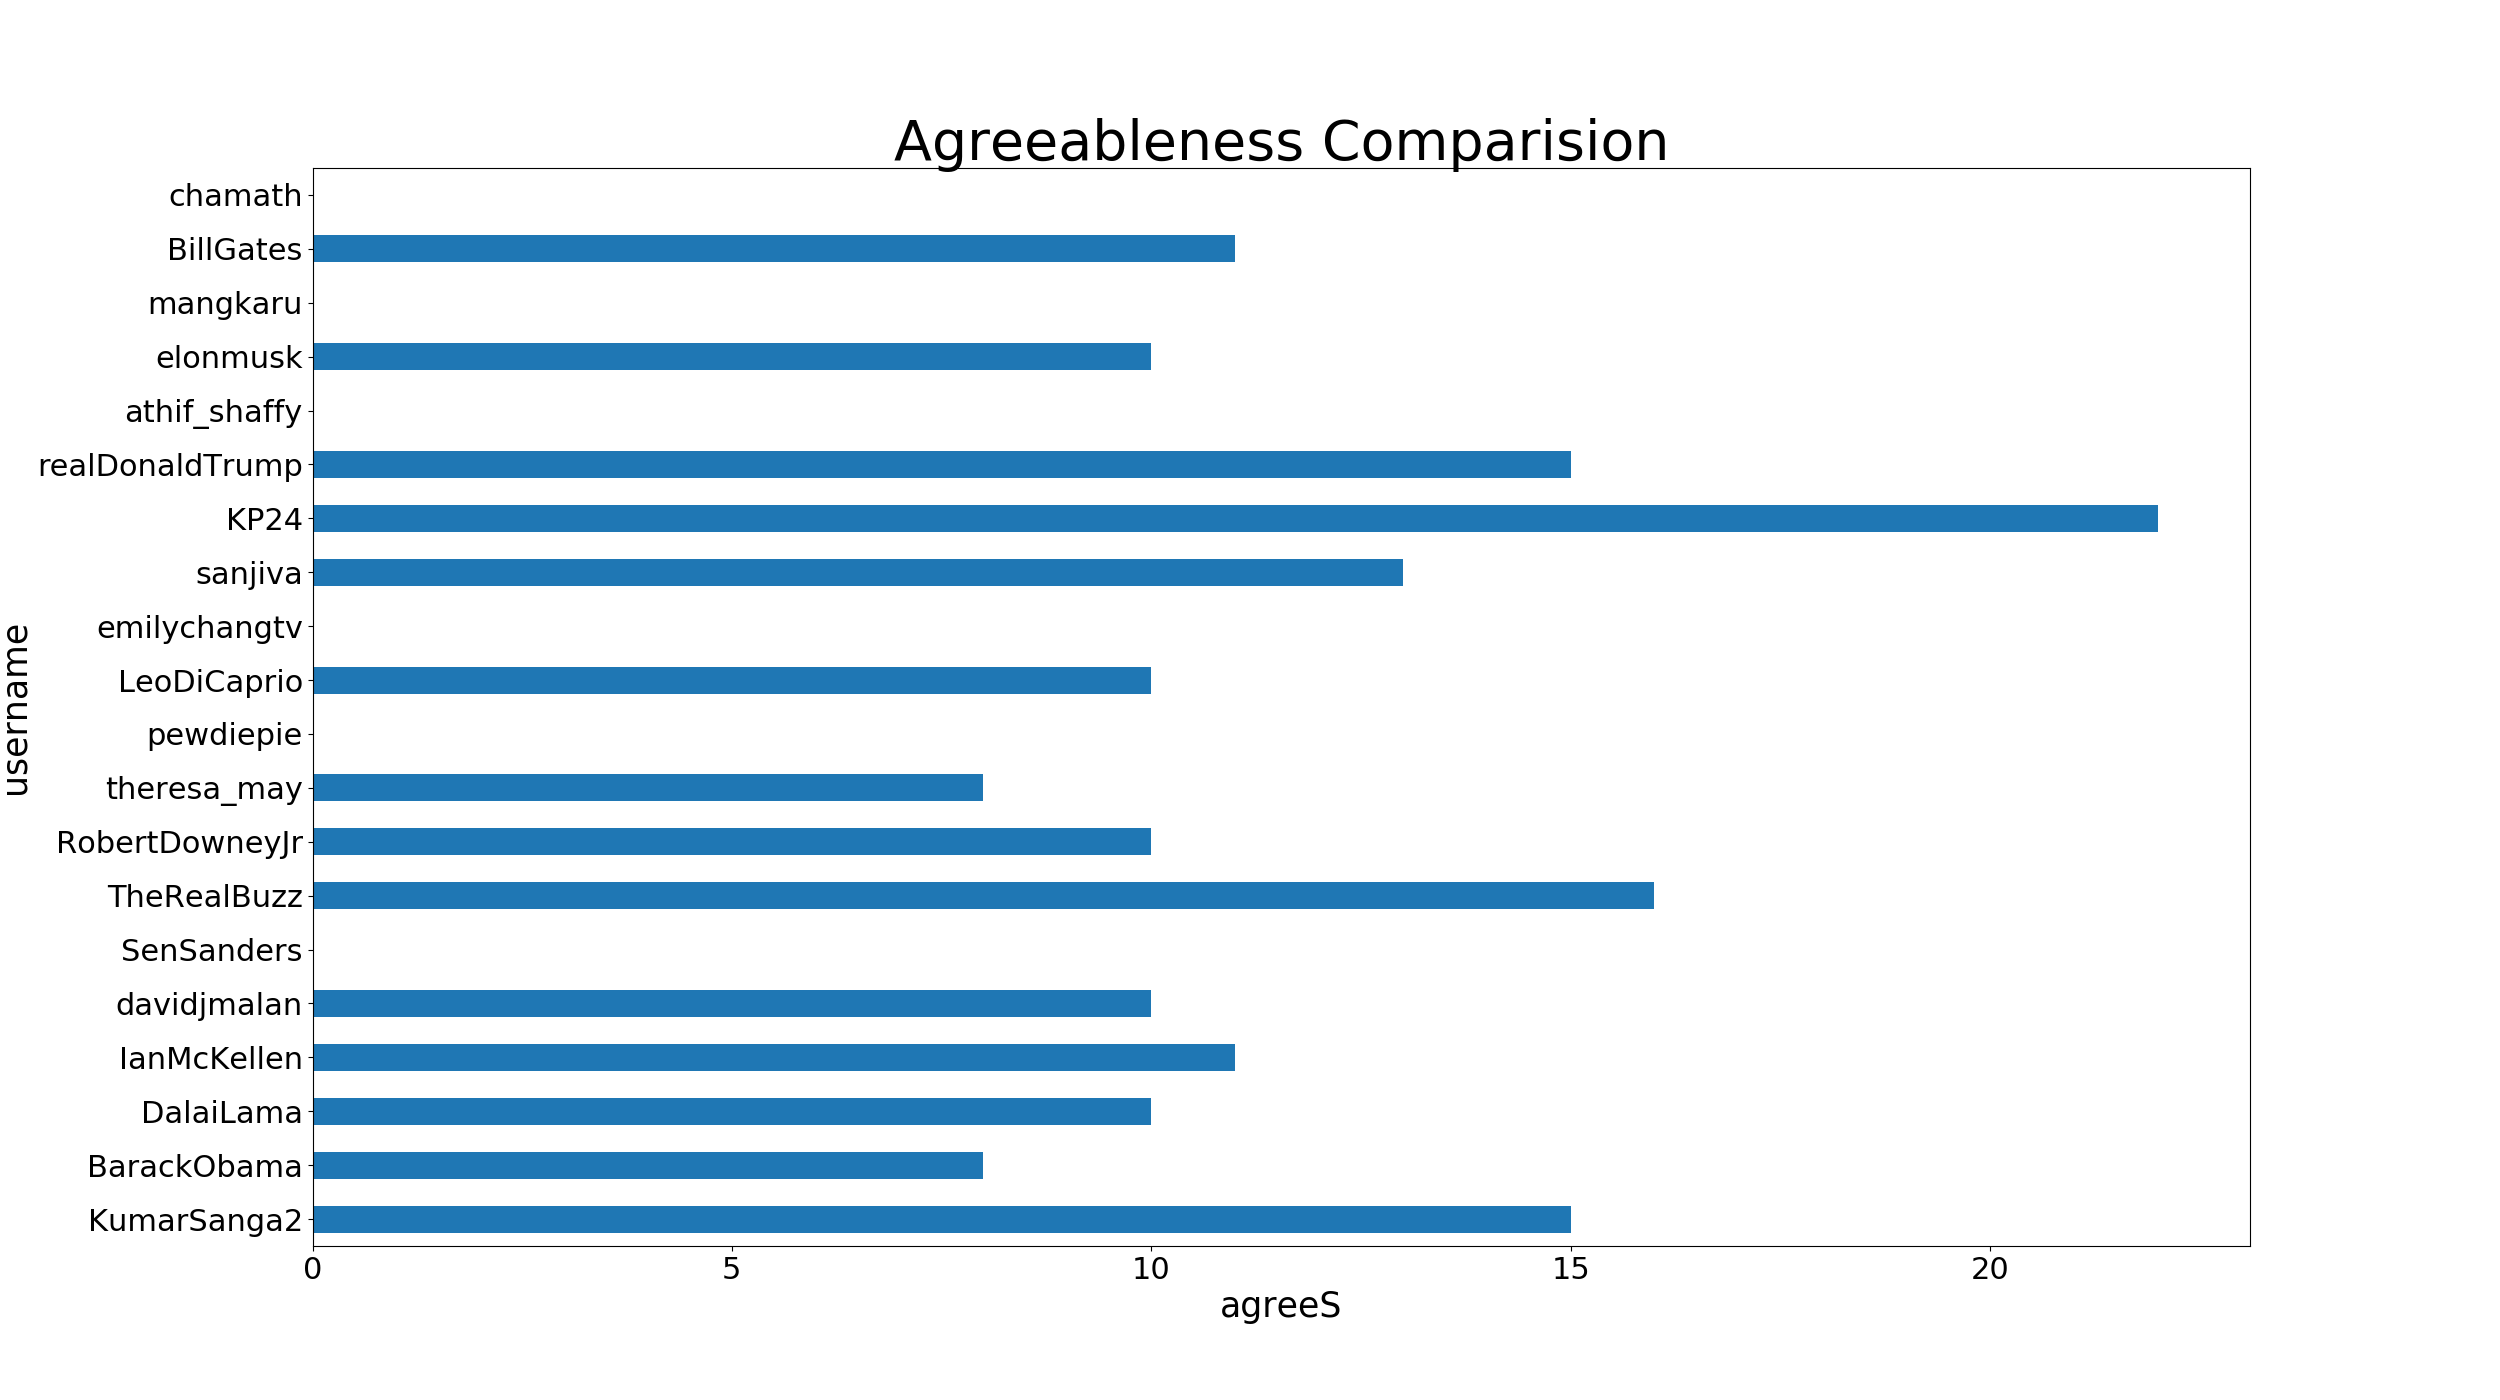 Agreeableness Comparision
chamath
BillGates
mangkaru
elonmusk
athif_shaffy
realDonaldTrump
KP24
sanjiva
emilychangtv
LeoDiCaprio
pewdiepie
theresa_may
RobertDowneyJr
TheRealBuzz
SenSanders
davidjmalan
IanMcKellen
DalaiLama
BarackObama
KumarSanga2
username
0 5 10 15 20
agreeS